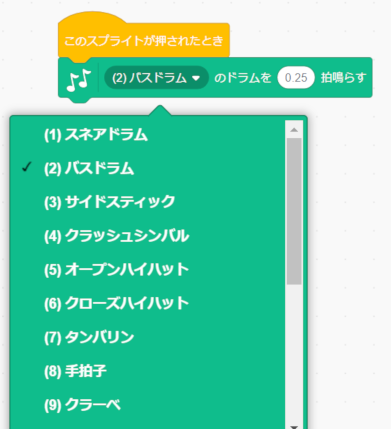 このスプライトが押されたとき
(2) バスドラム のドラムを 0.25 拍鳴らす
(1) スネアドラム
(2) バスドラム
(3) サイドスティック
(4) クラッシュシンバル
(5) オープンハイハット
(6) クローズハイハット
(7) タンバリン
(8) 手拍子
(9) クラーベ